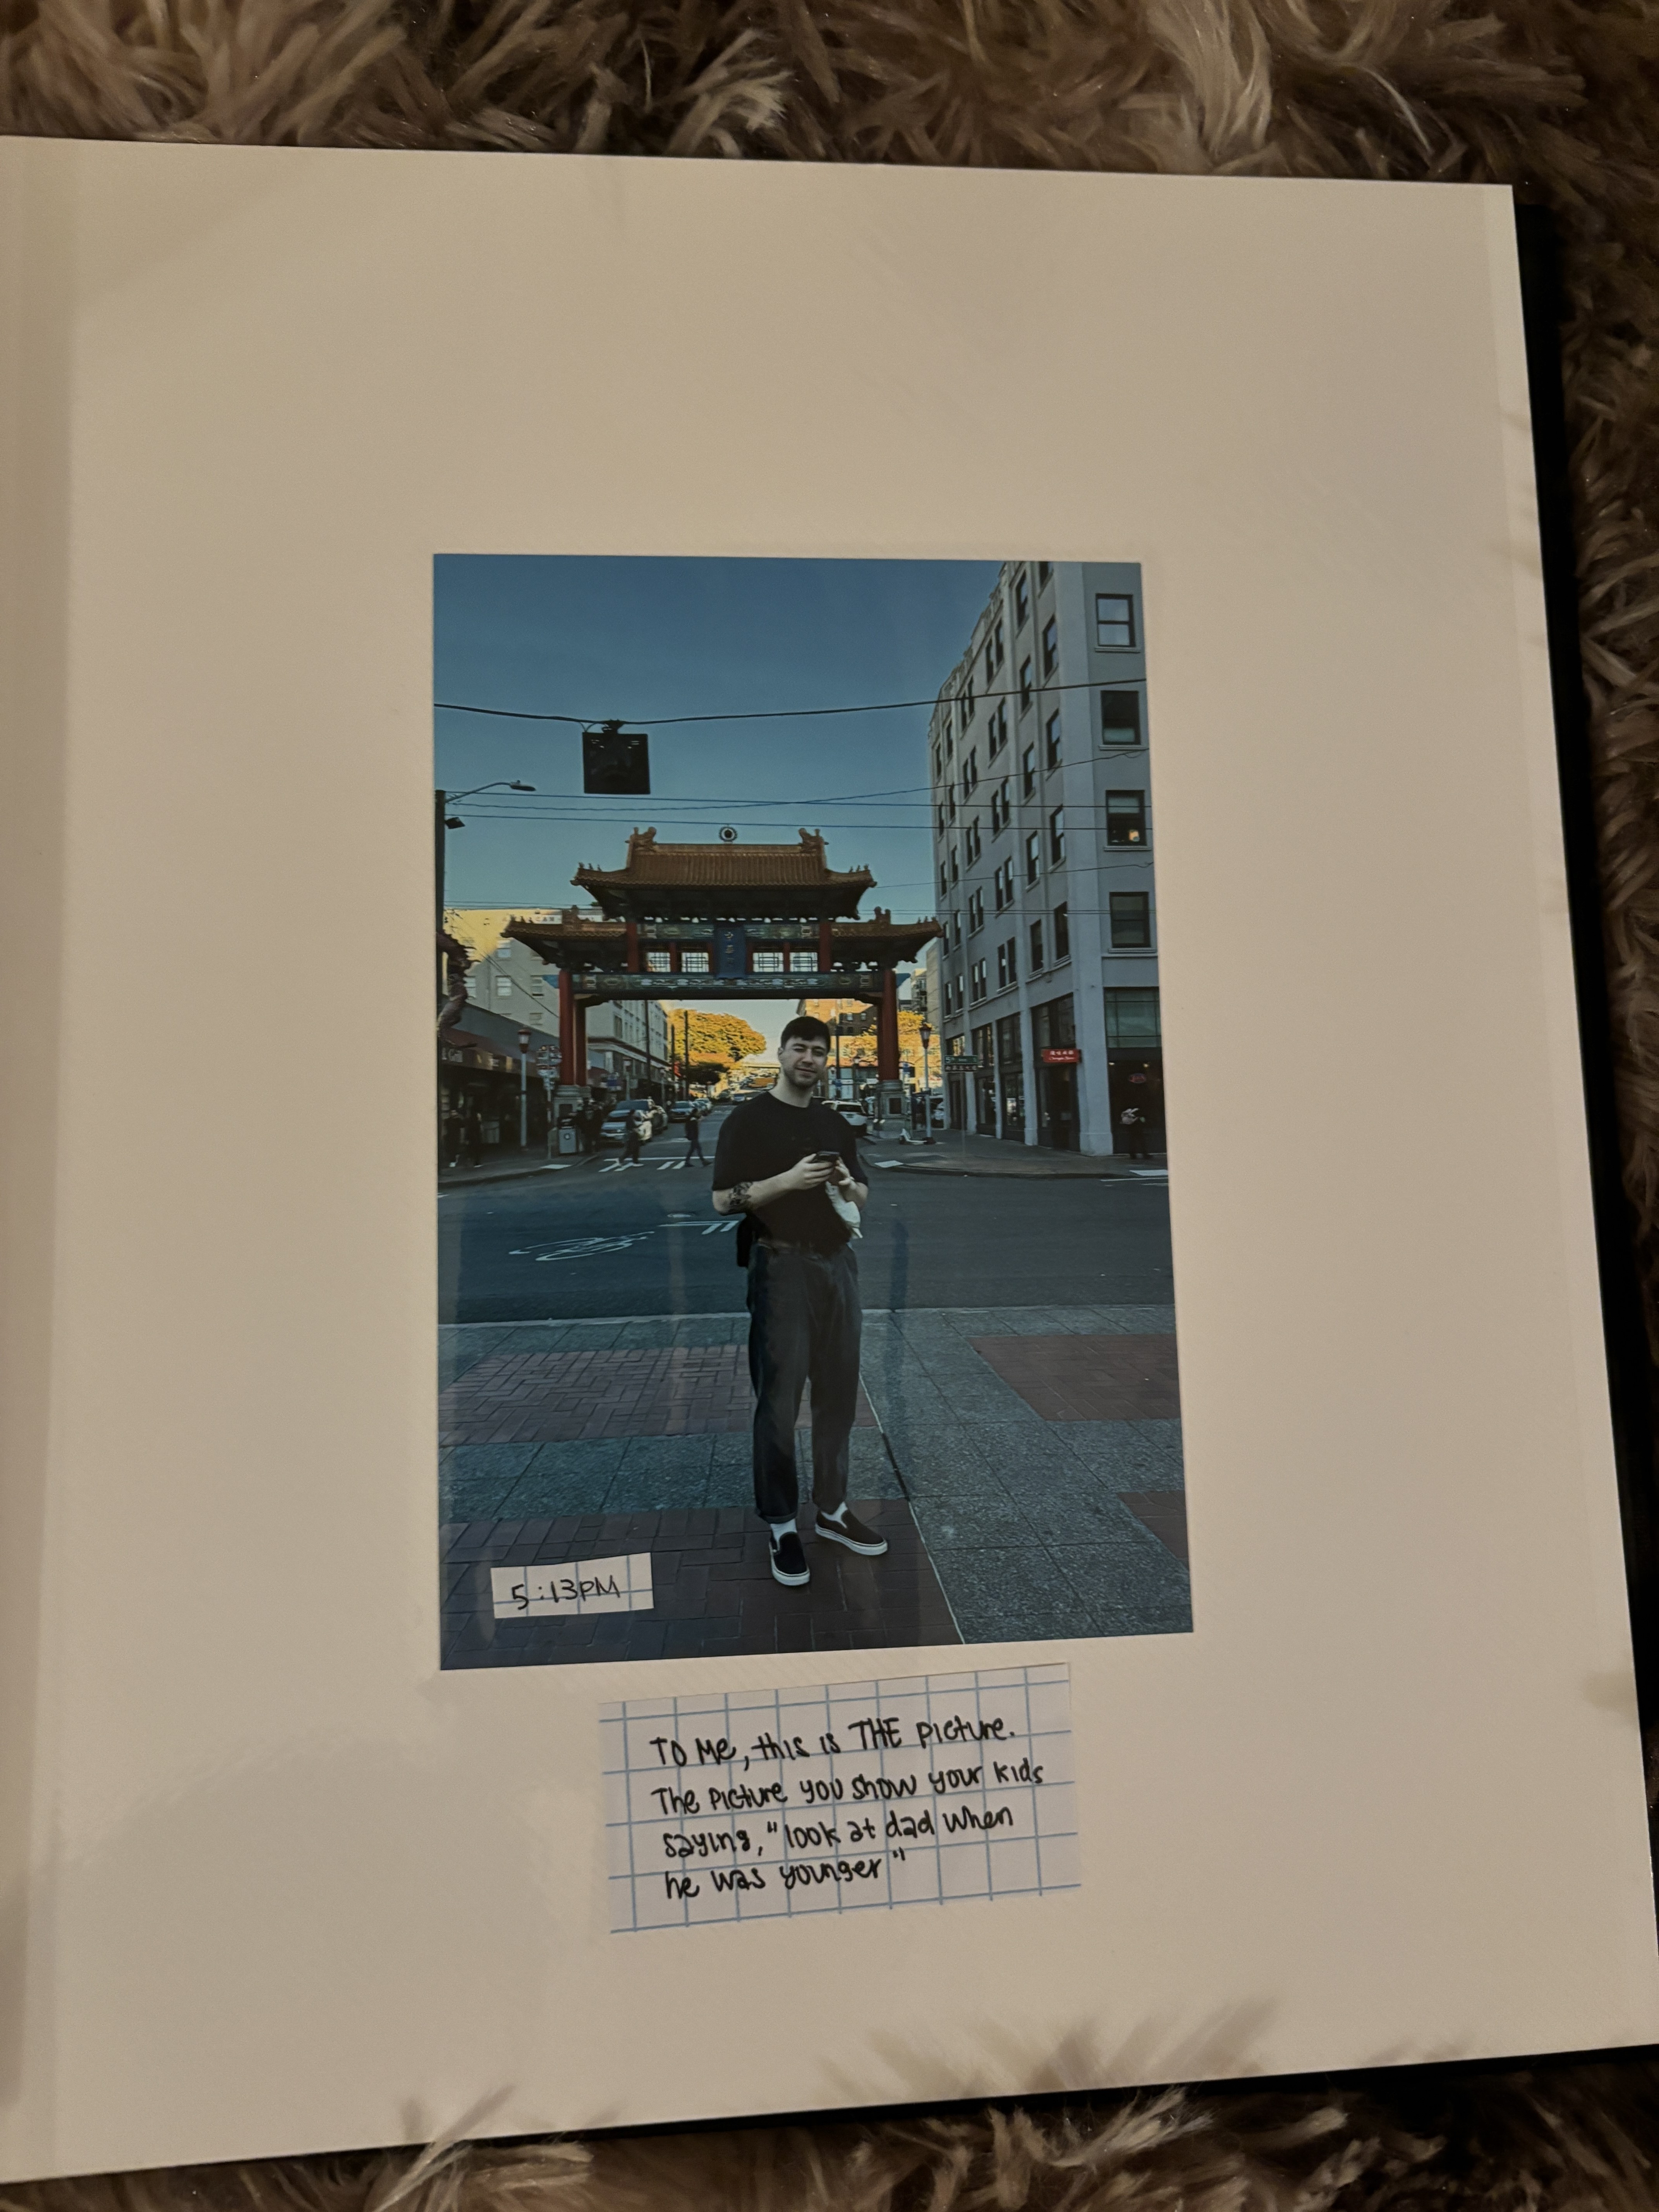 5:13PM
TO Me, this is THE picture.
The picture you show your kids
saying, "look at dad when
he was younger"